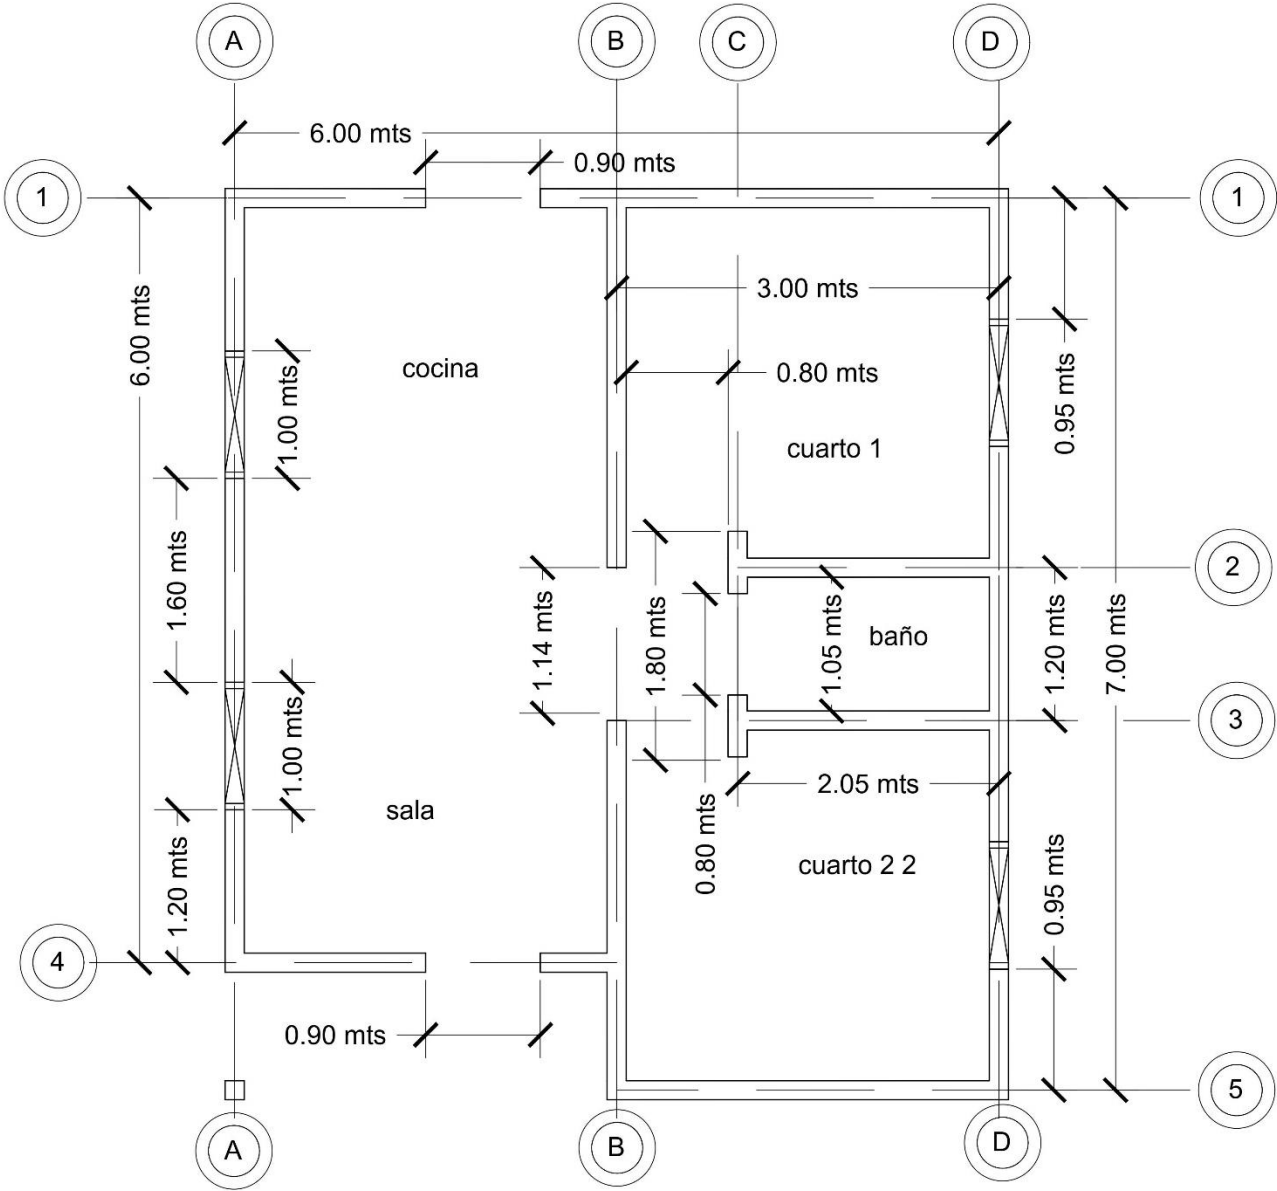 A
B
C
D
6.00 mts
0.90 mts
1
1
3.00 mts
6.00 mts
cocina
1.00 mts
0.80 mts
0.95 mts
cuarto 1
1.60 mts
2
1.14 mts
1.80 mts
1.05 mts
baño
1.20 mts
7.00 mts
3
1.00 mts
2.05 mts
sala
0.80 mts
cuarto 2 2
1.20 mts
0.95 mts
4
0.90 mts
5
A
B
D